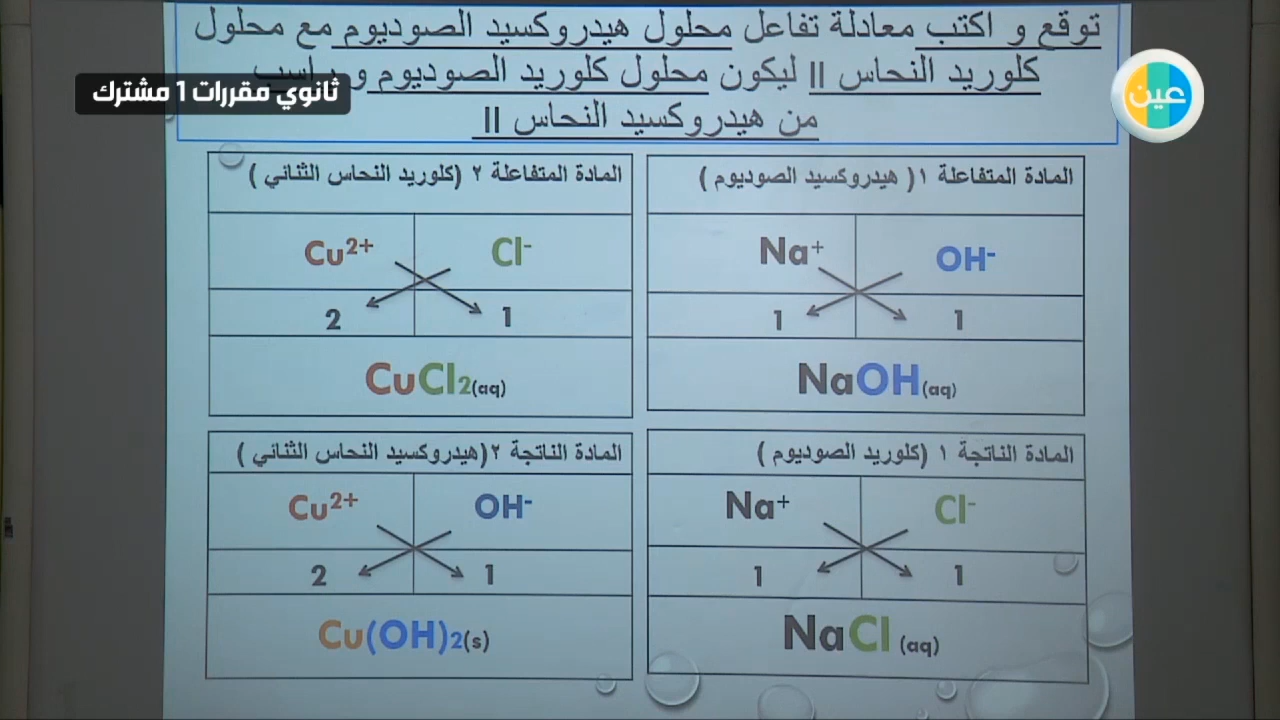 توقع و اكتب معادلة تفاعل محلول هيدروكسيد الصوديوم مع محلول
كلوريد النحاس II ليكون محلول كلوريد الصوديوم و راسب
من هيدروكسيد النحاس II
ثانوي مقررات 1 مشترك
عين
المادة المتفاعلة ١ ( هيدروكسيد الصوديوم )
Na+ OH-
1 1
NaOH(aq)
المادة المتفاعلة ٢ (كلوريد النحاس الثنائي )
Cu2+ Cl-
2 1
CuCl2(aq)
المادة الناتجة ١ (كلوريد الصوديوم )
Na+ Cl-
1 1
NaCl (aq)
المادة الناتجة ٢ (هيدروكسيد النحاس الثنائي )
Cu2+ OH-
2 1
Cu(OH)2(s)